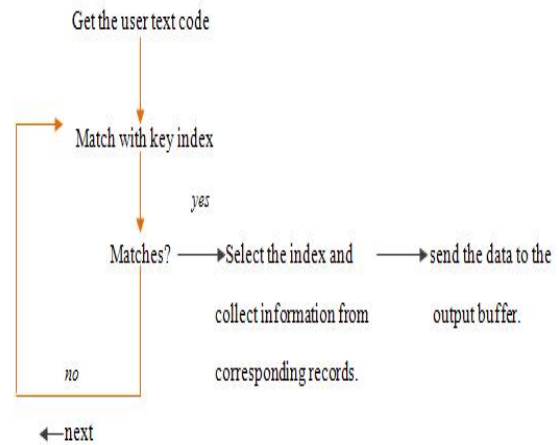 Get the user text code
Match with key index
yes
Matches?
Select the index and
collect information from
corresponding records.
send the data to the
output buffer.
no
next